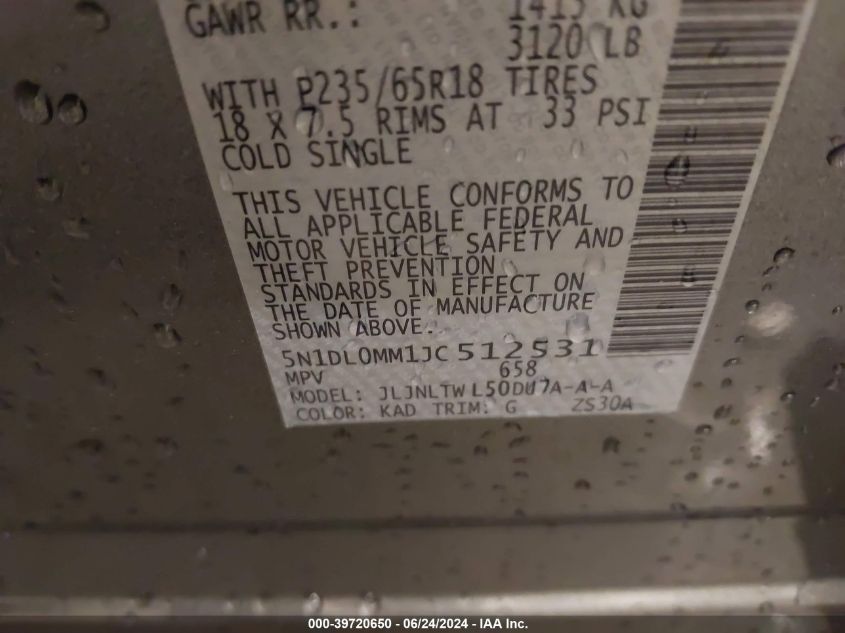 GAWR RR.: 1415 KG
3120 LB
WITH P235/65R18 TIRES
18 X 7.5 RIMS AT 33 PSI
COLD SINGLE
THIS VEHICLE CONFORMS TO
ALL APPLICABLE FEDERAL
MOTOR VEHICLE SAFETY AND
THEFT PREVENTION
STANDARDS IN EFFECT ON
THE DATE OF MANUFACTURE
SHOWN ABOVE.
5N1DL0MM1JC512531
MPV 658
MODEL: JLJNLTWL50DU7A-A-A
COLOR: KAD TRIM: G ZS30A
000-39720650 - 06/24/2024 - IAA Inc.